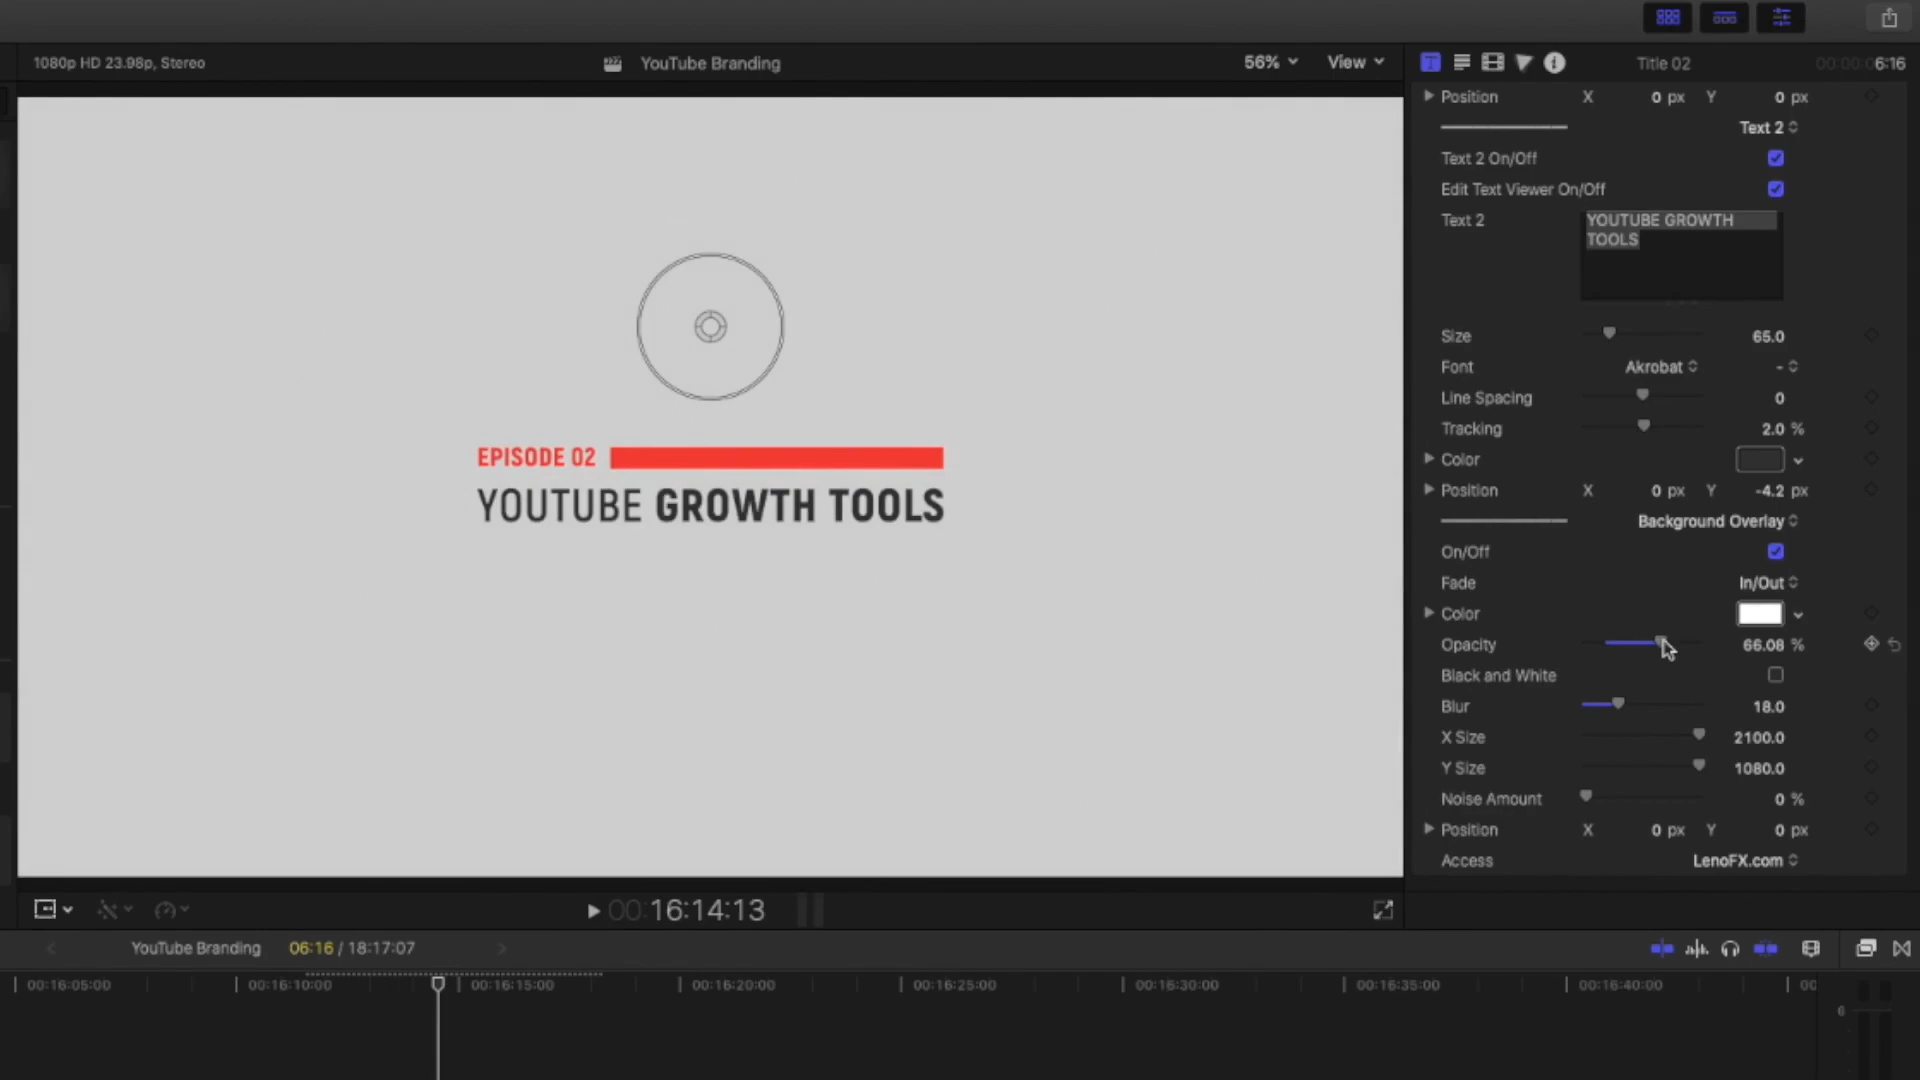 1080p HD 23.98p, Stereo
YouTube Branding
56%
View
Title 02
00:00:06:16
Position X 0 px Y 0 px
Text 2
Text 2 On/Off
Edit Text Viewer On/Off
Text 2
YOUTUBE GROWTH
TOOLS
Size 65.0
Font Akrobat -
Line Spacing 0
Tracking 2.0 %
Color
Position X 0 px Y -4.2 px
Background Overlay
On/Off
Fade In/Out
Color
Opacity 66.08 %
Black and White
Blur 18.0
X Size 2100.0
Y Size 1080.0
Noise Amount 0 %
Position X 0 px Y 0 px
Access LenoFX.com
EPISODE 02
YOUTUBE GROWTH TOOLS
00:16:14:13
YouTube Branding 06:16 / 18:17:07
00:16:05:00 00:16:10:00 00:16:15:00 00:16:20:00 00:16:25:00 00:16:30:00 00:16:35:00 00:16:40:00 00
6